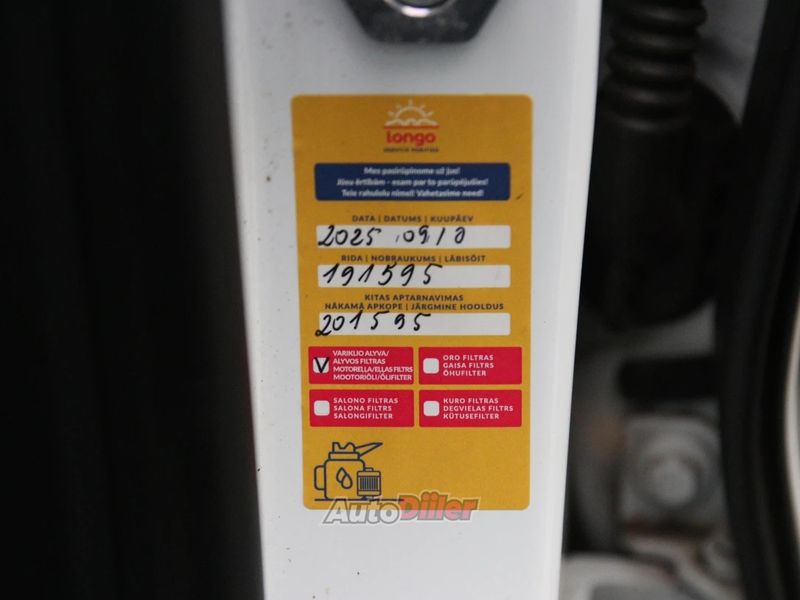 longo
Mes pasirūpinome už jus!
Jūsu ērtībām - esam par to parūpējušies!
Teie rahulolu nimel! Vahetasime need!
DATA | DATUMS | KUUPÄEV
2025 .09.10
RIDA | NOBRAUKUMS | LÄBISÕIT
191595
KITAS APTARNAVIMAS
NĀKAMĀ APKOPE | JÄRGMINE HOOLDUS
201595
VARIKLIO ALYVA/
ALYVOS FILTRAS
MOTOREĻĻA/EĻĻAS FILTRS
MOOTORIÕLI/ÕLIFILTER
ORO FILTRAS
GAISA FILTRS
ÕHUFILTER
SALONO FILTRAS
SALONA FILTRS
SALONGIFILTER
KURO FILTRAS
DEGVIELAS FILTRS
KÜTUSEFILTER
AutoDiiler